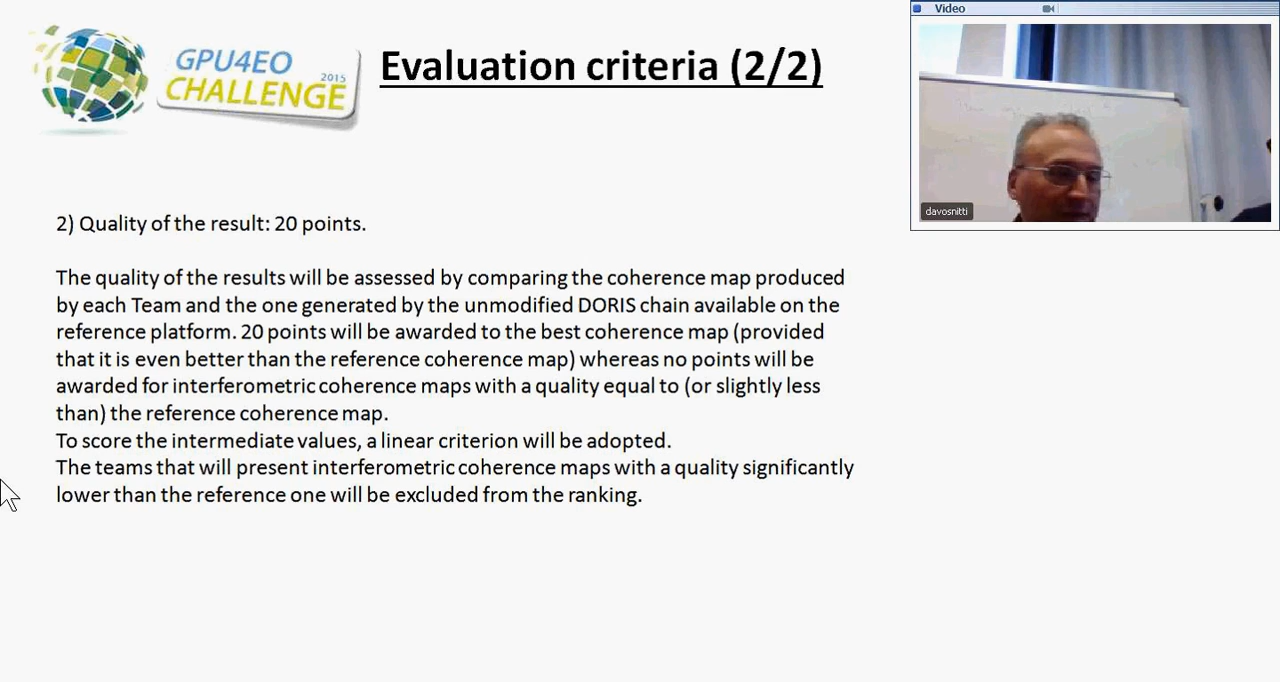 GPU4EO
2015
CHALLENGE
Evaluation criteria (2/2)
Video
davosnitti
2) Quality of the result: 20 points.
The quality of the results will be assessed by comparing the coherence map produced
by each Team and the one generated by the unmodified DORIS chain available on the
reference platform. 20 points will be awarded to the best coherence map (provided
that it is even better than the reference coherence map) whereas no points will be
awarded for interferometric coherence maps with a quality equal to (or slightly less
than) the reference coherence map.
To score the intermediate values, a linear criterion will be adopted.
The teams that will present interferometric coherence maps with a quality significantly
lower than the reference one will be excluded from the ranking.